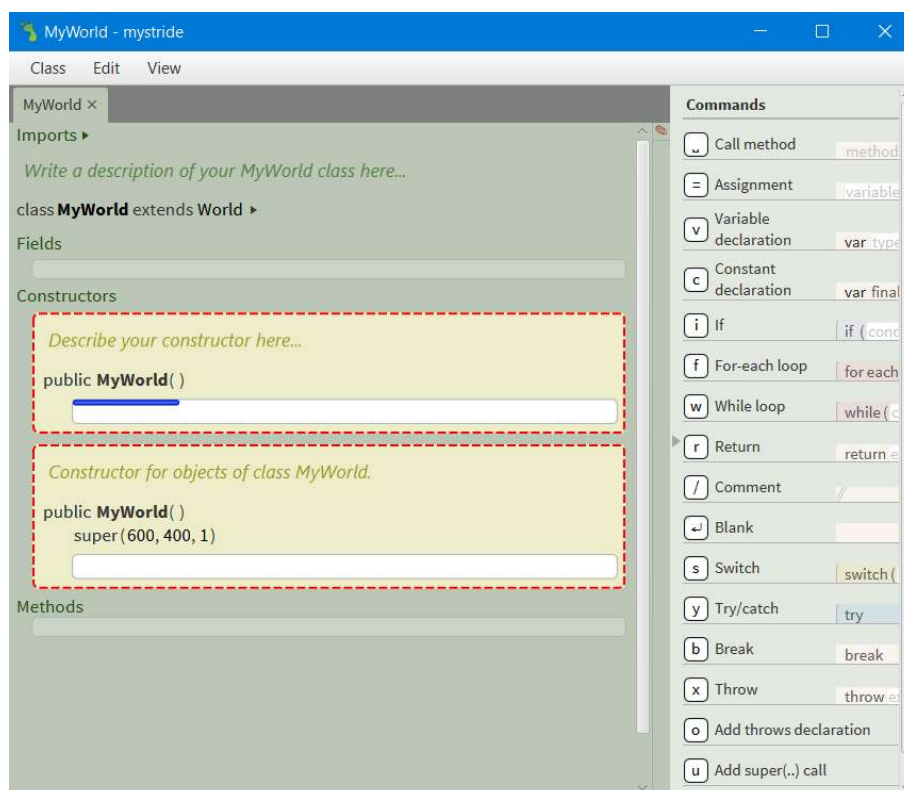 MyWorld - mystride
Class Edit View
MyWorld ×
Imports ▸
Write a description of your MyWorld class here...
class MyWorld extends World ▸
Fields
Constructors
Describe your constructor here...
public MyWorld( )
Constructor for objects of class MyWorld.
public MyWorld( )
super(600, 400, 1)
Methods
Commands
␣ Call method method
= Assignment variable
v Variable
declaration var type
c Constant
declaration var final
i If if ( cond
f For-each loop for each
w While loop while ( c
r Return return e
/ Comment //
↵ Blank
s Switch switch (
y Try/catch try
b Break break
x Throw throw ex
o Add throws declaration
u Add super(..) call